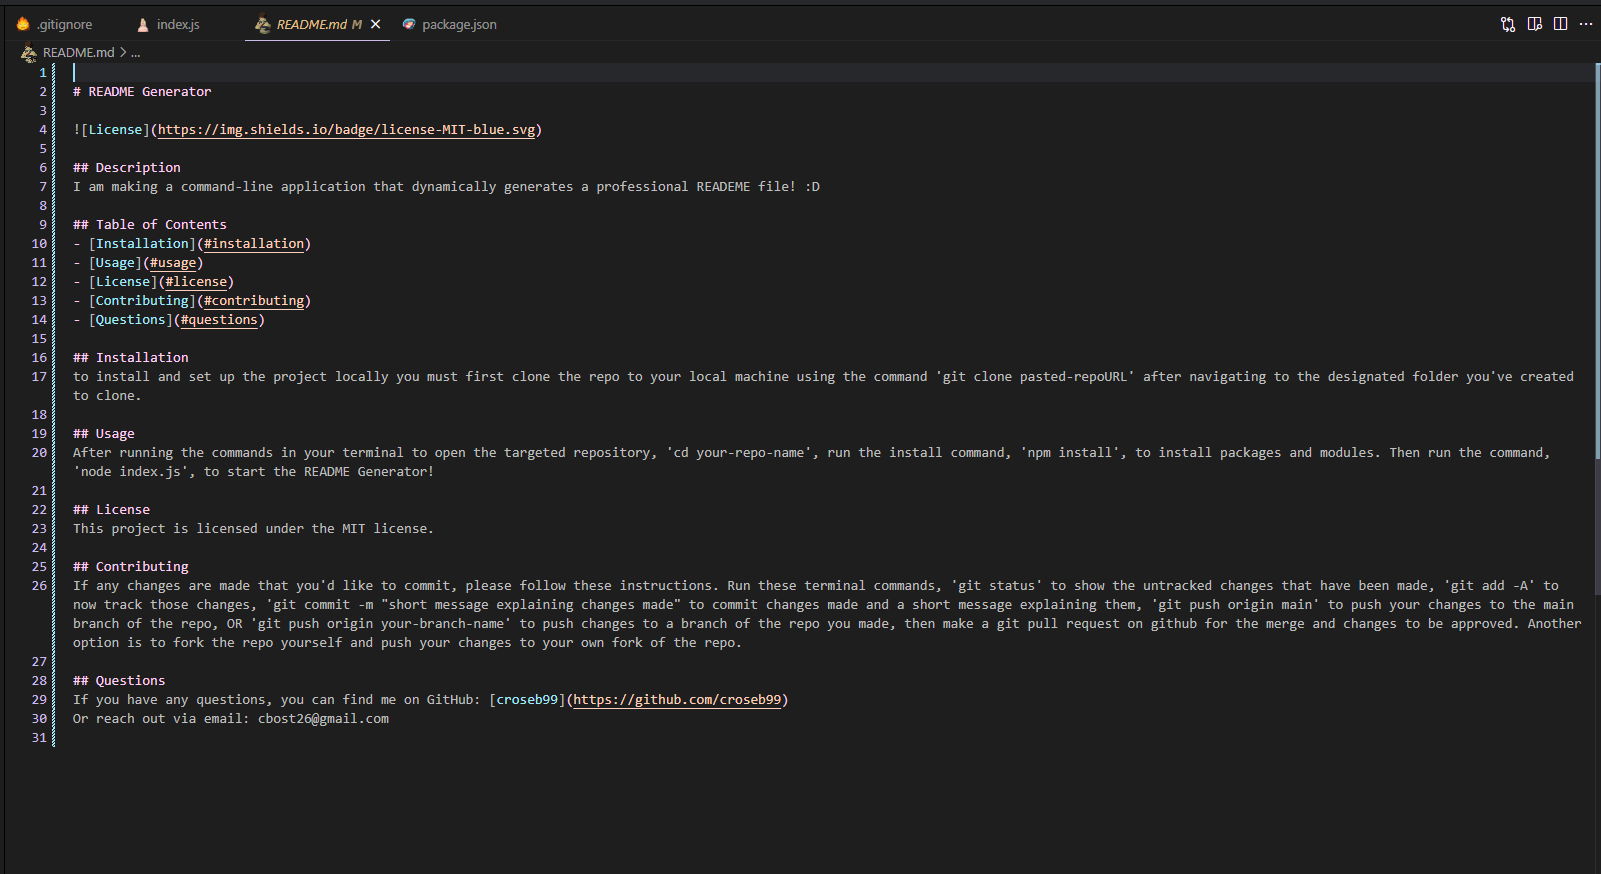 .gitignore index.js README.md M package.json
README.md > ...
1
2 # README Generator
3
4 ![License](https://img.shields.io/badge/license-MIT-blue.svg)
5
6 ## Description
7 I am making a command-line application that dynamically generates a professional READEME file! :D
8
9 ## Table of Contents
10 - [Installation](#installation)
11 - [Usage](#usage)
12 - [License](#license)
13 - [Contributing](#contributing)
14 - [Questions](#questions)
15
16 ## Installation
17 to install and set up the project locally you must first clone the repo to your local machine using the command 'git clone pasted-repoURL' after navigating to the designated folder you've created
to clone.
18
19 ## Usage
20 After running the commands in your terminal to open the targeted repository, 'cd your-repo-name', run the install command, 'npm install', to install packages and modules. Then run the command,
'node index.js', to start the README Generator!
21
22 ## License
23 This project is licensed under the MIT license.
24
25 ## Contributing
26 If any changes are made that you'd like to commit, please follow these instructions. Run these terminal commands, 'git status' to show the untracked changes that have been made, 'git add -A' to
now track those changes, 'git commit -m "short message explaining changes made" to commit changes made and a short message explaining them, 'git push origin main' to push your changes to the main
branch of the repo, OR 'git push origin your-branch-name' to push changes to a branch of the repo you made, then make a git pull request on github for the merge and changes to be approved. Another
option is to fork the repo yourself and push your changes to your own fork of the repo.
27
28 ## Questions
29 If you have any questions, you can find me on GitHub: [croseb99](https://github.com/croseb99)
30 Or reach out via email: cbost26@gmail.com
31